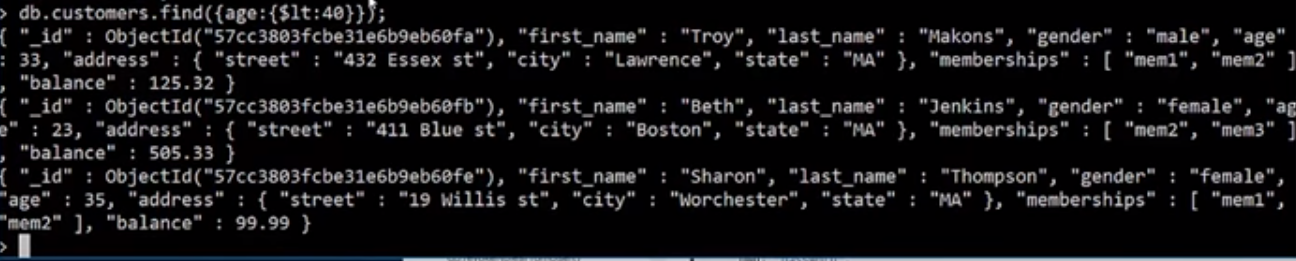 > db.customers.find({age:{$lt:40}});
{ "_id" : ObjectId("57cc3803fcbe31e6b9eb60fa"), "first_name" : "Troy", "last_name" : "Makons", "gender" : "male", "age"
: 33, "address" : { "street" : "432 Essex st", "city" : "Lawrence", "state" : "MA" }, "memberships" : [ "mem1", "mem2" ]
, "balance" : 125.32 }
{ "_id" : ObjectId("57cc3803fcbe31e6b9eb60fb"), "first_name" : "Beth", "last_name" : "Jenkins", "gender" : "female", "ag
e" : 23, "address" : { "street" : "411 Blue st", "city" : "Boston", "state" : "MA" }, "memberships" : [ "mem2", "mem3" ]
, "balance" : 505.33 }
{ "_id" : ObjectId("57cc3803fcbe31e6b9eb60fe"), "first_name" : "Sharon", "last_name" : "Thompson", "gender" : "female",
"age" : 35, "address" : { "street" : "19 Willis st", "city" : "Worchester", "state" : "MA" }, "memberships" : [ "mem1",
"mem2" ], "balance" : 99.99 }
>